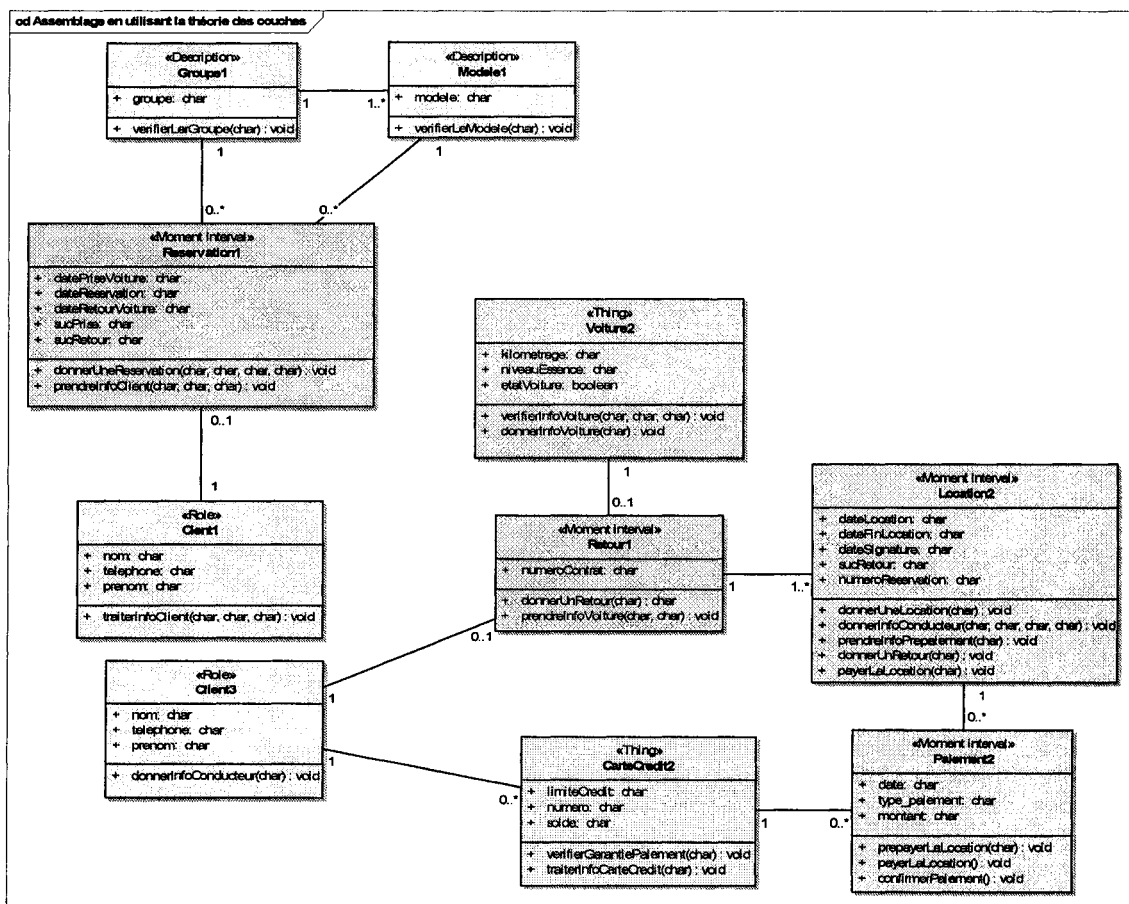 cd Assemblage en utilisant la théorie des couches
«Description»
Groupe1
+ groupe: char
+ verifierLerGroupe(char) : void
«Description»
Modele1
+ modele: char
+ verifierLeModele(char) : void
1
1..*
1
0..*
1
0..*
«Moment Interval»
Reservation1
+ datePriseVoiture: char
+ dateReservation: char
+ dateRetourVoiture: char
+ sucPrise: char
+ sucRetour: char
+ donnerUneReservation(char, char, char, char) : void
+ prendreInfoClient(char, char, char) : void
0..1
1
«Role»
Client1
+ nom: char
+ telephone: char
+ prenom: char
+ traiterInfoClient(char, char, char) : void
«Thing»
Voiture2
+ kilometrage: char
+ niveauEssence: char
+ etatVoiture: boolean
+ verifierInfoVoiture(char, char, char) : void
+ donnerInfoVoiture(char) : void
1
0..1
«Moment Interval»
Retour1
+ numeroContrat: char
+ donnerUnRetour(char) : char
+ prendreInfoVoiture(char, char) : void
1
1..*
0..1
1
«Moment Interval»
Location2
+ dateLocation: char
+ dateFinLocation: char
+ dateSignature: char
+ sucRetour: char
+ numeroReservation: char
+ donnerUneLocation(char) : void
+ donnerInfoConducteur(char, char, char, char) : void
+ prendreInfoPrepaiement(char) : void
+ donnerUnRetour(char) : void
+ payerLaLocation(char) : void
1
0..*
«Role»
Client3
+ nom: char
+ telephone: char
+ prenom: char
+ donnerInfoConducteur(char) : void
1
0..*
«Thing»
CarteCredit2
+ limiteCredit: char
+ numero: char
+ solde: char
+ verifierGarantiePaiement(char) : void
+ traiterInfoCarteCredit(char) : void
1
0..*
«Moment Interval»
Paiement2
+ date: char
+ type_paiement: char
+ montant: char
+ prepayerLaLocation(char) : void
+ payerLaLocation() : void
+ confirmerPaiement() : void